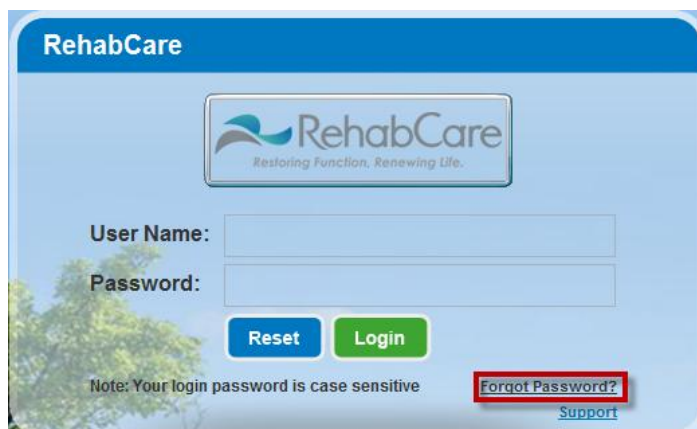 RehabCare
RehabCare
Restoring Function, Renewing Life.
User Name:
Password:
Reset Login
Note: Your login password is case sensitive Forgot Password?
Support